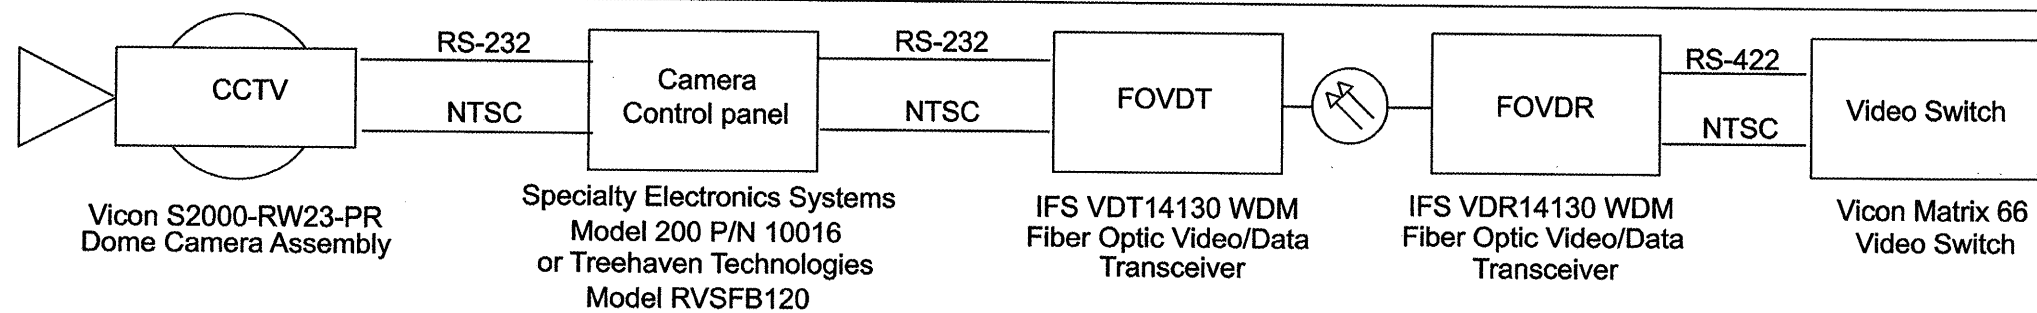 CCTV
RS-232
NTSC
Camera
Control panel
RS-232
NTSC
FOVDT
FOVDR
RS-422
NTSC
Video Switch
Vicon S2000-RW23-PR
Dome Camera Assembly
Specialty Electronics Systems
Model 200 P/N 10016
or Treehaven Technologies
Model RVSFB120
IFS VDT14130 WDM
Fiber Optic Video/Data
Transceiver
IFS VDR14130 WDM
Fiber Optic Video/Data
Transceiver
Vicon Matrix 66
Video Switch